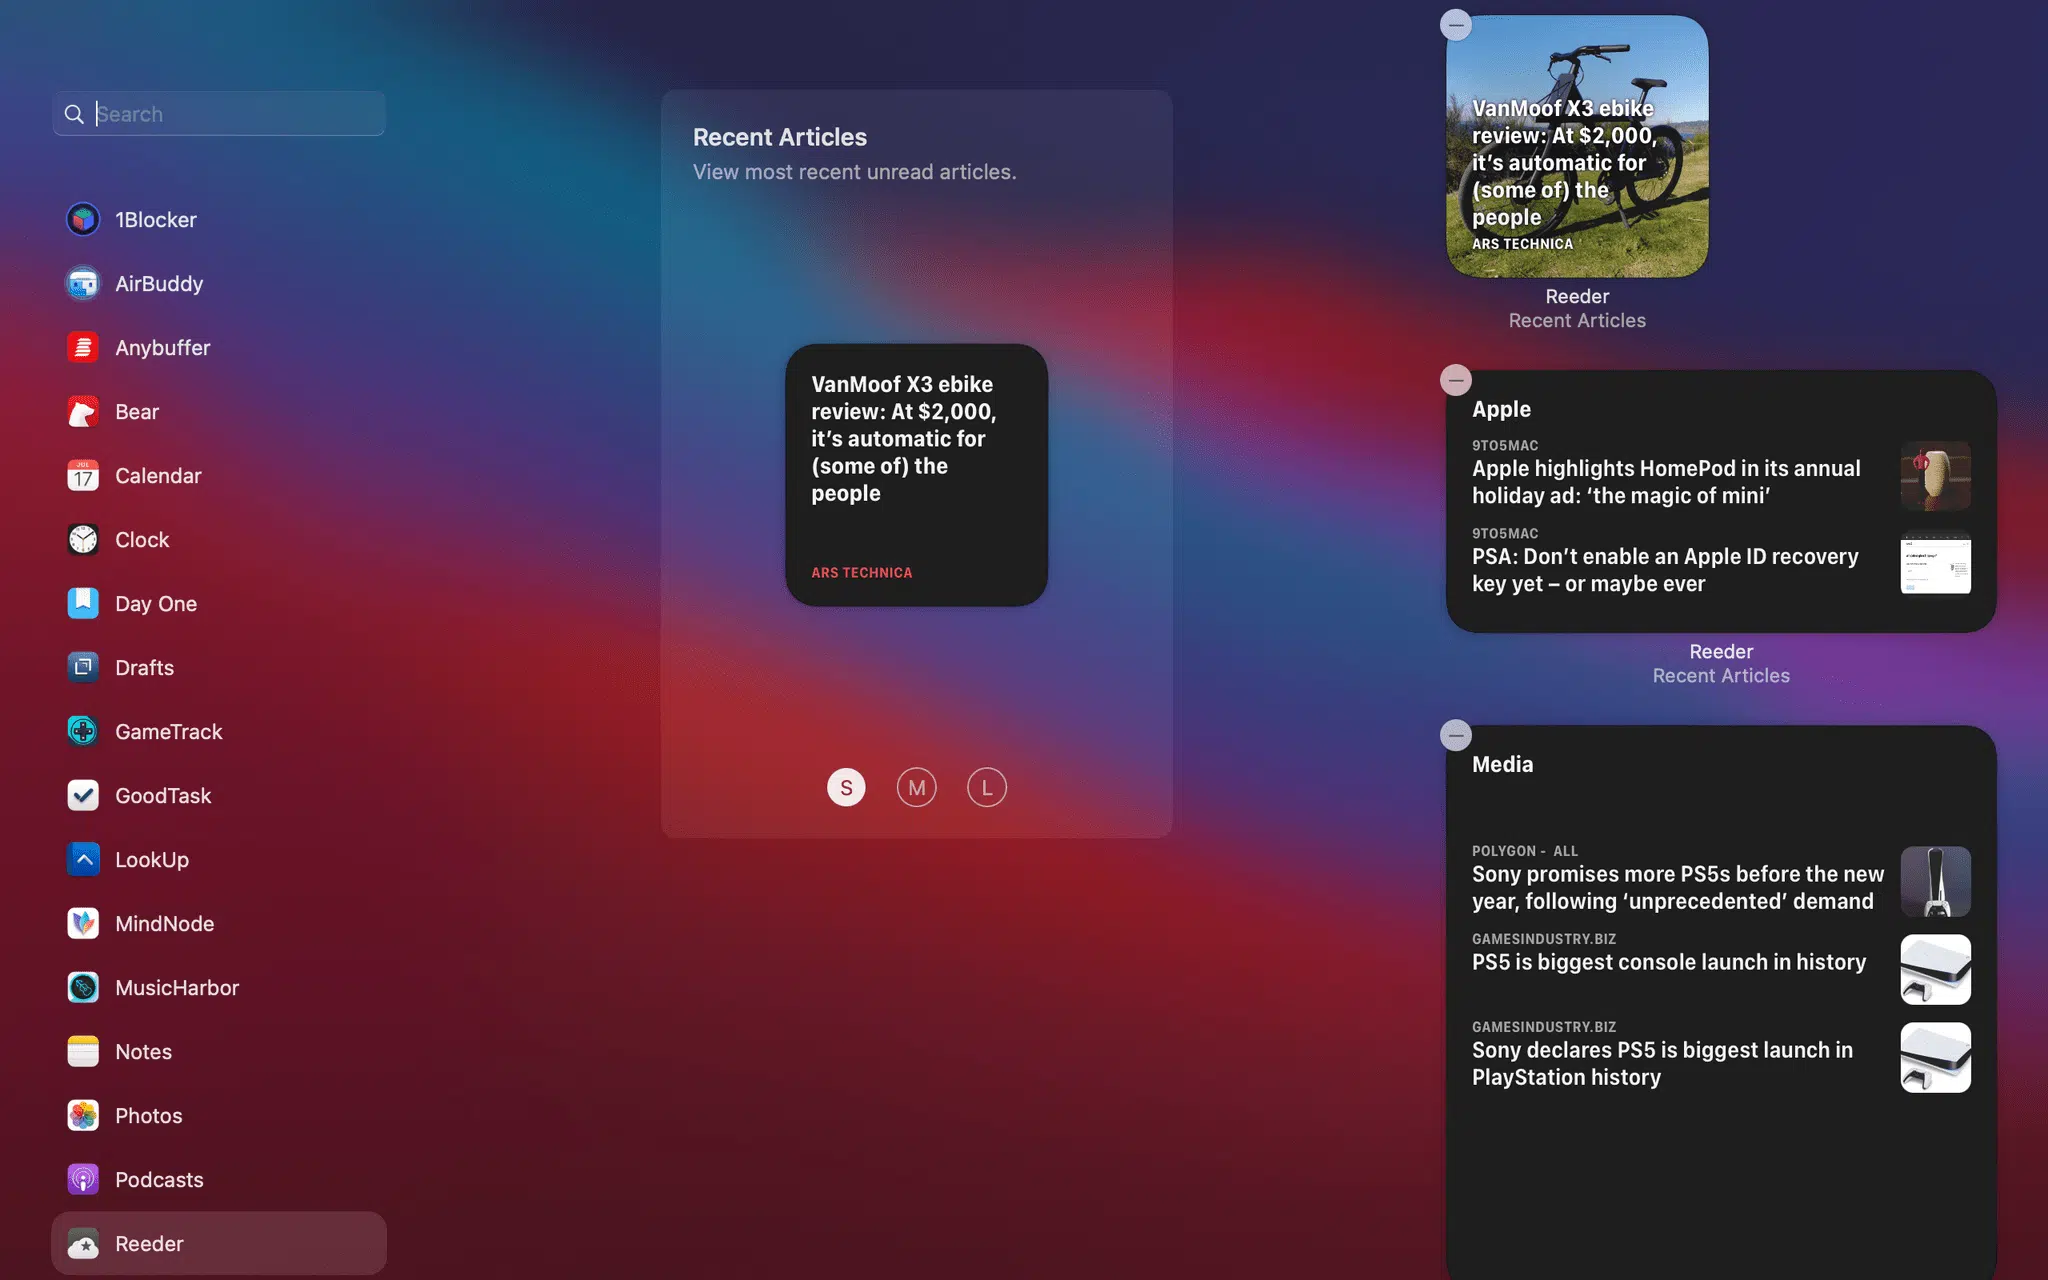 Search
1Blocker
AirBuddy
Anybuffer
Bear
JUL
17
Calendar
Clock
Day One
Drafts
GameTrack
GoodTask
LookUp
MindNode
MusicHarbor
Notes
Photos
Podcasts
Reeder
Recent Articles
View most recent unread articles.
VanMoof X3 ebike
review: At $2,000,
it’s automatic for
(some of) the
people
ARS TECHNICA
S
M
L
VanMoof X3 ebike
review: At $2,000,
it’s automatic for
(some of) the
people
ARS TECHNICA
Reeder
Recent Articles
Apple
9TO5MAC
Apple highlights HomePod in its annual
holiday ad: ‘the magic of mini’
9TO5MAC
PSA: Don’t enable an Apple ID recovery
key yet – or maybe ever
Reeder
Recent Articles
Media
POLYGON - ALL
Sony promises more PS5s before the new
year, following ‘unprecedented’ demand
GAMESINDUSTRY.BIZ
PS5 is biggest console launch in history
GAMESINDUSTRY.BIZ
Sony declares PS5 is biggest launch in
PlayStation history